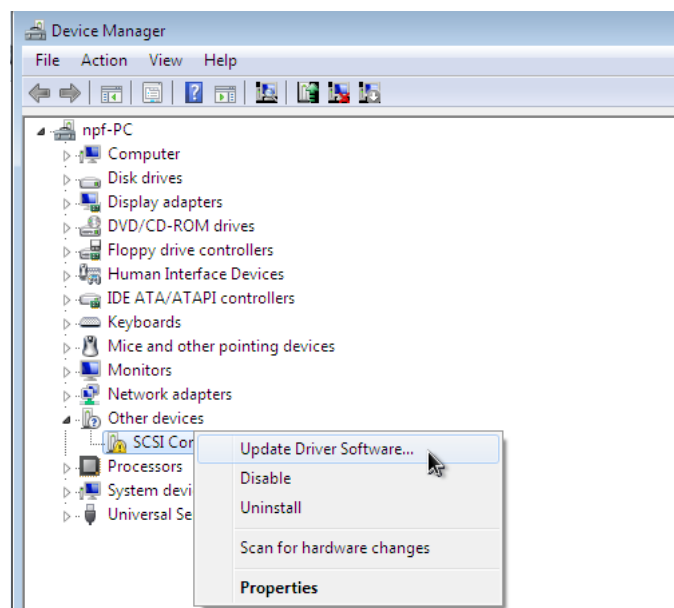 Device Manager
File Action View Help
npf-PC
Computer
Disk drives
Display adapters
DVD/CD-ROM drives
Floppy drive controllers
Human Interface Devices
IDE ATA/ATAPI controllers
Keyboards
Mice and other pointing devices
Monitors
Network adapters
Other devices
SCSI Cor
Processors
System devi
Universal Se
Update Driver Software...
Disable
Uninstall
Scan for hardware changes
Properties